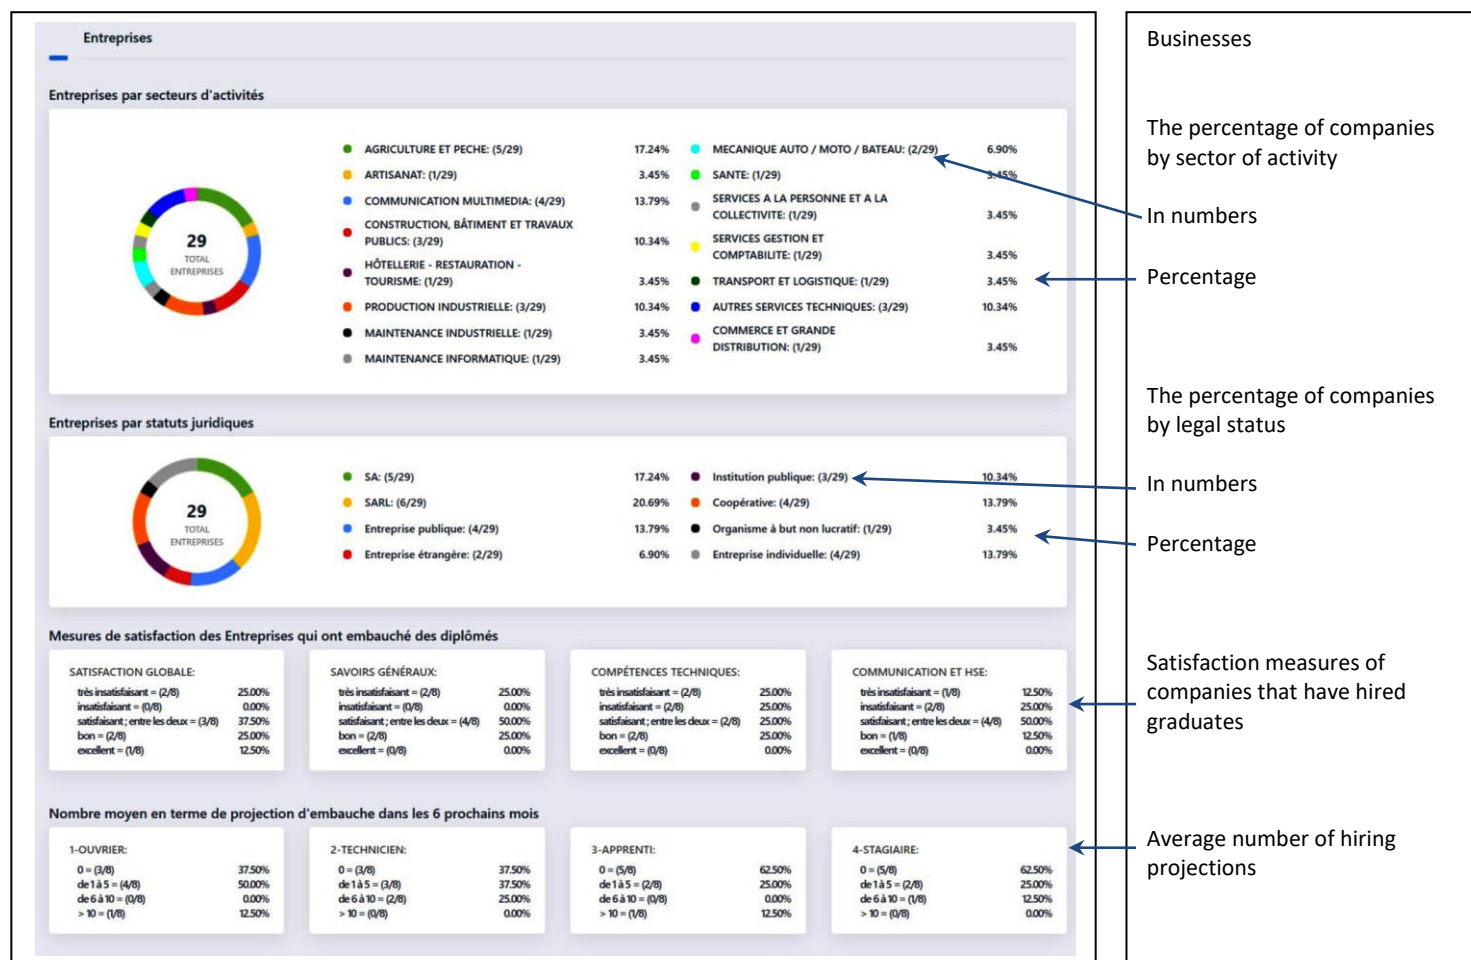 Entreprises
Entreprises par secteurs d'activités
29
TOTAL
ENTREPRISES
AGRICULTURE ET PECHE: (5/29) 17.24%
ARTISANAT: (1/29) 3.45%
COMMUNICATION MULTIMEDIA: (4/29) 13.79%
CONSTRUCTION, BÂTIMENT ET TRAVAUX
PUBLICS: (3/29) 10.34%
HÔTELLERIE - RESTAURATION -
TOURISME: (1/29) 3.45%
PRODUCTION INDUSTRIELLE: (3/29) 10.34%
MAINTENANCE INDUSTRIELLE: (1/29) 3.45%
MAINTENANCE INFORMATIQUE: (1/29) 3.45%
MECANIQUE AUTO / MOTO / BATEAU: (2/29) 6.90%
SANTE: (1/29) 3.45%
SERVICES A LA PERSONNE ET A LA
COLLECTIVITE: (1/29) 3.45%
SERVICES GESTION ET
COMPTABILITE: (1/29) 3.45%
TRANSPORT ET LOGISTIQUE: (1/29) 3.45%
AUTRES SERVICES TECHNIQUES: (3/29) 10.34%
COMMERCE ET GRANDE
DISTRIBUTION: (1/29) 3.45%
Entreprises par statuts juridiques
29
TOTAL
ENTREPRISES
SA: (5/29) 17.24%
SARL: (6/29) 20.69%
Entreprise publique: (4/29) 13.79%
Entreprise étrangère: (2/29) 6.90%
Institution publique: (3/29) 10.34%
Coopérative: (4/29) 13.79%
Organisme à but non lucratif: (1/29) 3.45%
Entreprise individuelle: (4/29) 13.79%
Mesures de satisfaction des Entreprises qui ont embauché des diplômés
SATISFACTION GLOBALE:
très insatisfaisant = (2/8) 25.00%
insatisfaisant = (0/8) 0.00%
satisfaisant ; entre les deux = (3/8) 37.50%
bon = (2/8) 25.00%
excellent = (1/8) 12.50%
SAVOIRS GÉNÉRAUX:
très insatisfaisant = (2/8) 25.00%
insatisfaisant = (0/8) 0.00%
satisfaisant ; entre les deux = (4/8) 50.00%
bon = (2/8) 25.00%
excellent = (0/8) 0.00%
COMPÉTENCES TECHNIQUES:
très insatisfaisant = (2/8) 25.00%
insatisfaisant = (2/8) 25.00%
satisfaisant ; entre les deux = (2/8) 25.00%
bon = (2/8) 25.00%
excellent = (0/8) 0.00%
COMMUNICATION ET HSE:
très insatisfaisant = (1/8) 12.50%
insatisfaisant = (2/8) 25.00%
satisfaisant ; entre les deux = (4/8) 50.00%
bon = (1/8) 12.50%
excellent = (0/8) 0.00%
Nombre moyen en terme de projection d'embauche dans les 6 prochains mois
1-OUVRIER:
0 = (3/8) 37.50%
de 1 à 5 = (4/8) 50.00%
de 6 à 10 = (0/8) 0.00%
> 10 = (1/8) 12.50%
2-TECHNICIEN:
0 = (3/8) 37.50%
de 1 à 5 = (3/8) 37.50%
de 6 à 10 = (2/8) 25.00%
> 10 = (0/8) 0.00%
3-APPRENTI:
0 = (5/8) 62.50%
de 1 à 5 = (2/8) 25.00%
de 6 à 10 = (0/8) 0.00%
> 10 = (1/8) 12.50%
4-STAGIAIRE:
0 = (5/8) 62.50%
de 1 à 5 = (2/8) 25.00%
de 6 à 10 = (1/8) 12.50%
> 10 = (0/8) 0.00%
Businesses
The percentage of companies
by sector of activity
In numbers
Percentage
The percentage of companies
by legal status
In numbers
Percentage
Satisfaction measures of
companies that have hired
graduates
Average number of hiring
projections